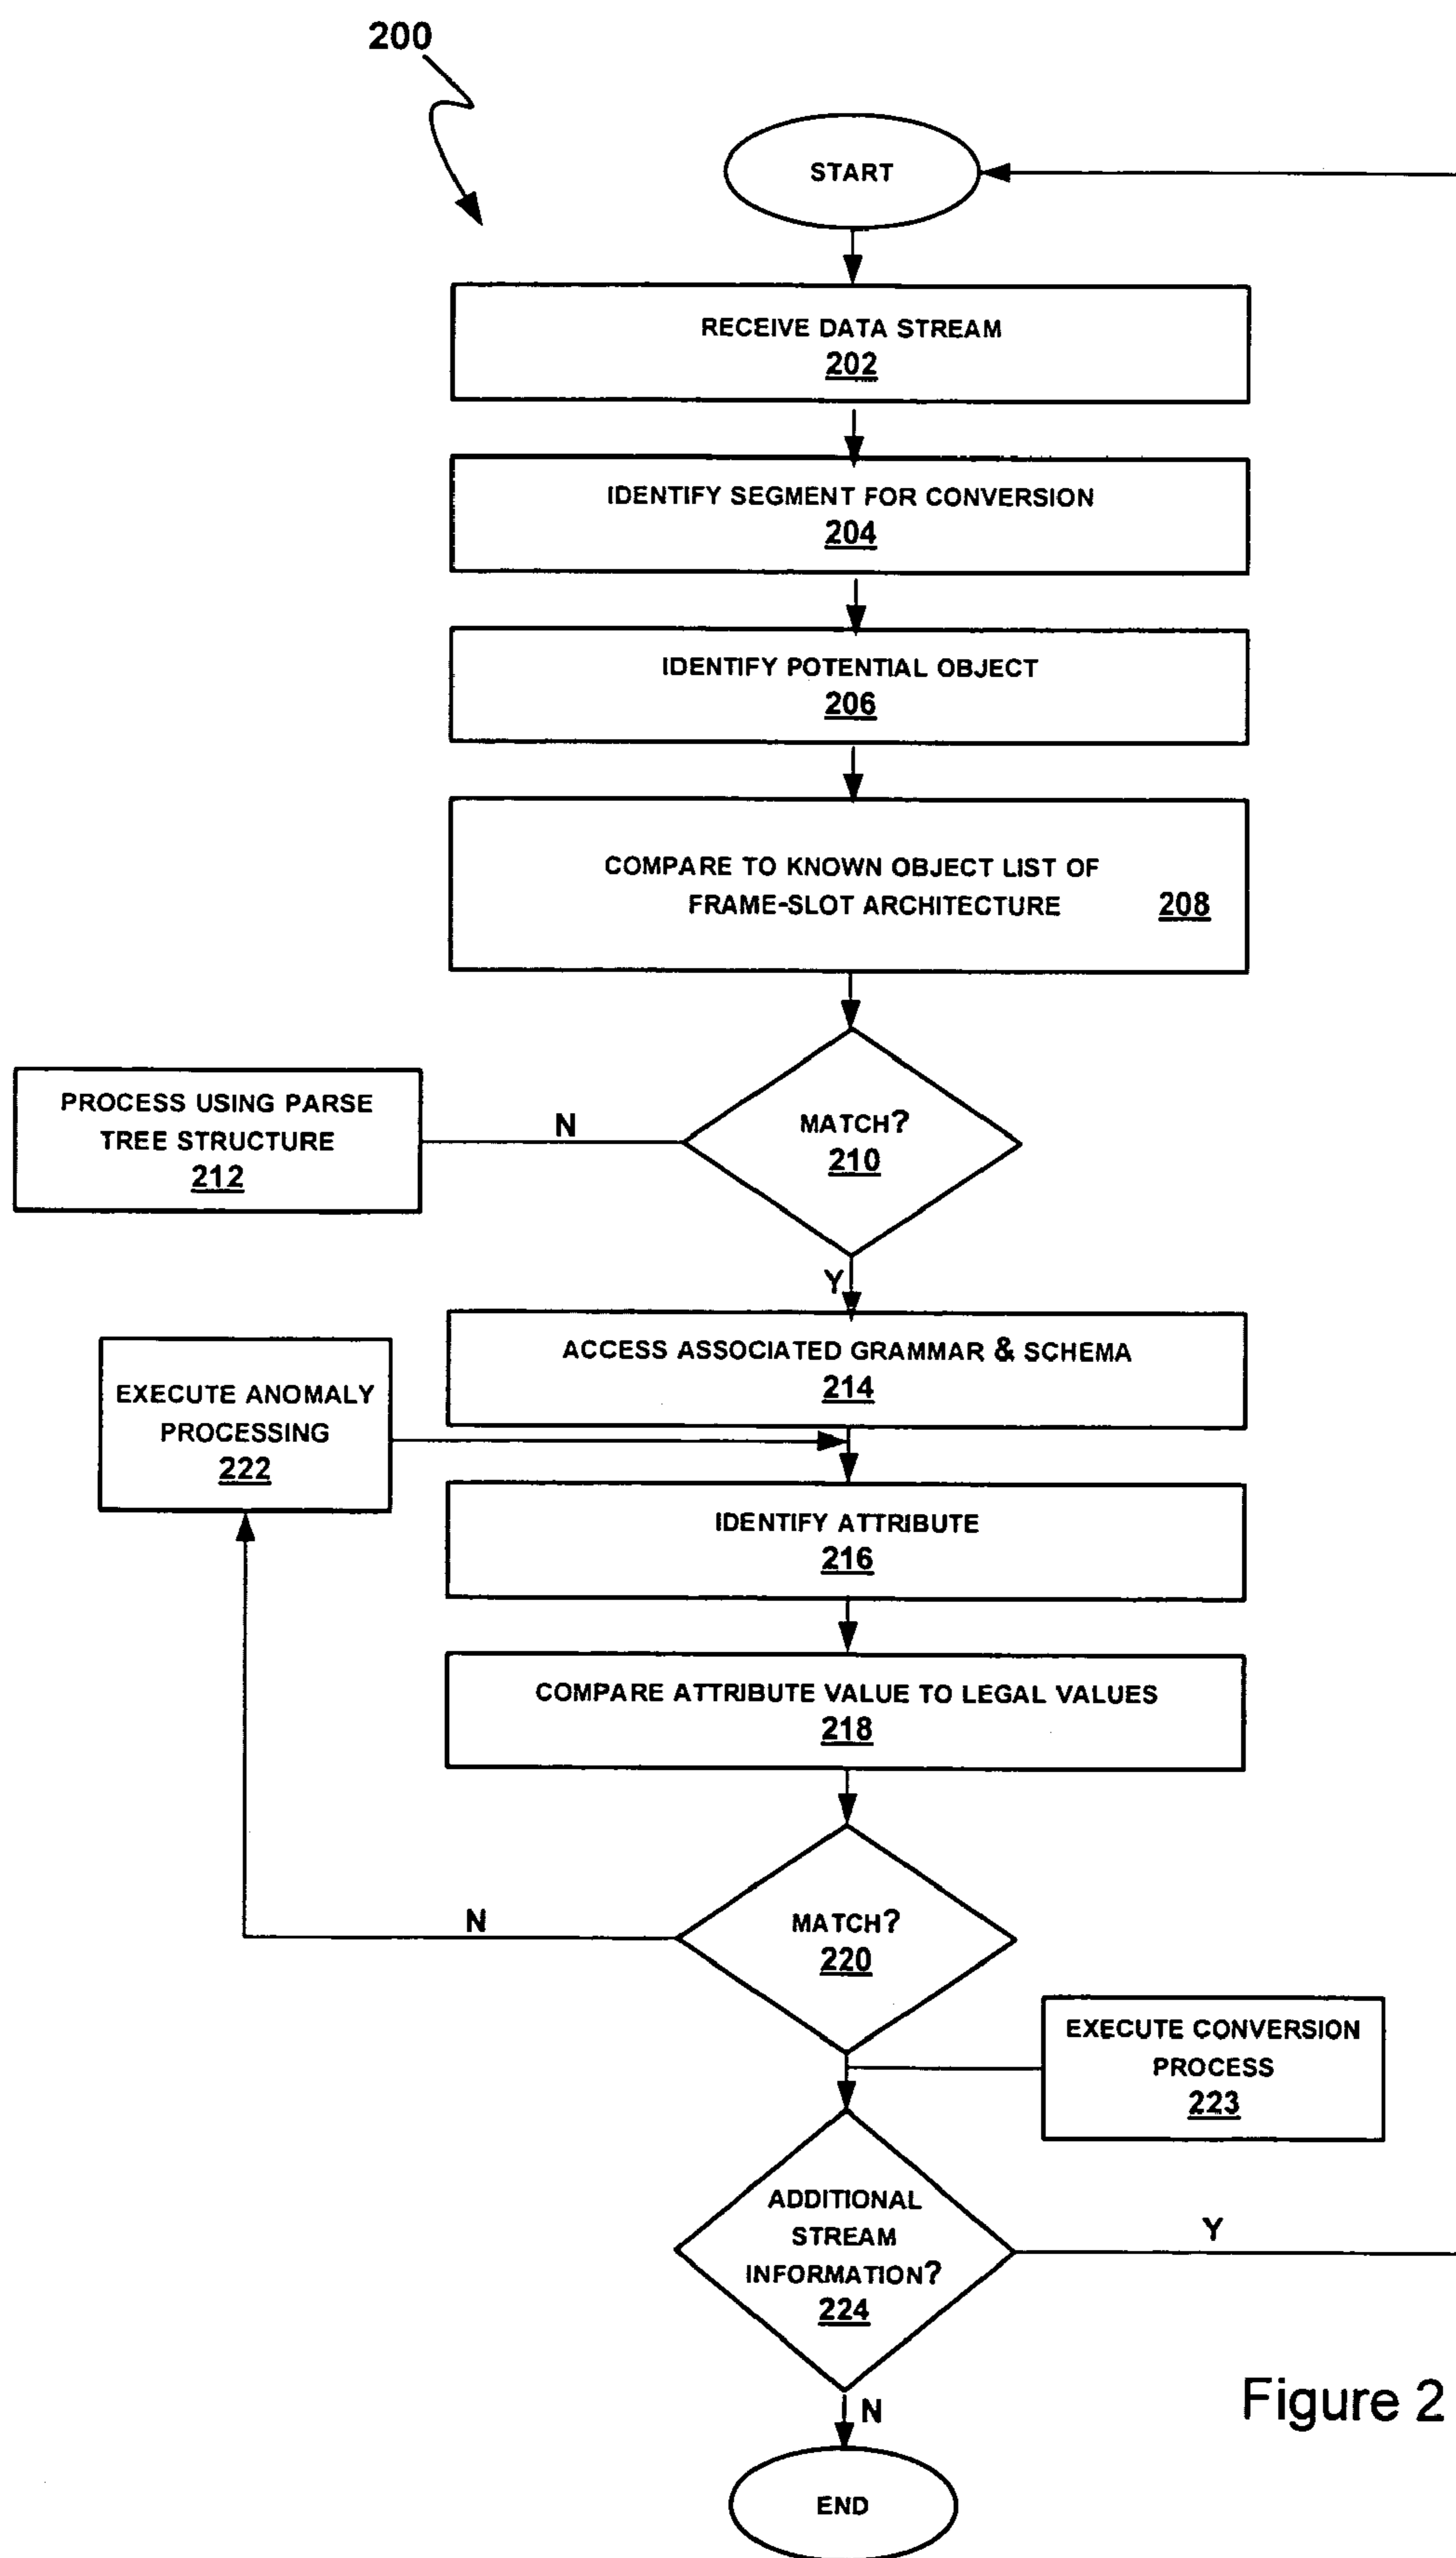 200
START
RECEIVE DATA STREAM
202
IDENTIFY SEGMENT FOR CONVERSION
204
IDENTIFY POTENTIAL OBJECT
206
COMPARE TO KNOWN OBJECT LIST OF
FRAME-SLOT ARCHITECTURE 208
PROCESS USING PARSE
TREE STRUCTURE
212
N
MATCH?
210
Y
ACCESS ASSOCIATED GRAMMAR & SCHEMA
214
EXECUTE ANOMALY
PROCESSING
222
IDENTIFY ATTRIBUTE
216
COMPARE ATTRIBUTE VALUE TO LEGAL VALUES
218
N
MATCH?
220
EXECUTE CONVERSION
PROCESS
223
ADDITIONAL
STREAM
INFORMATION?
224
Y
N
END
Figure 2